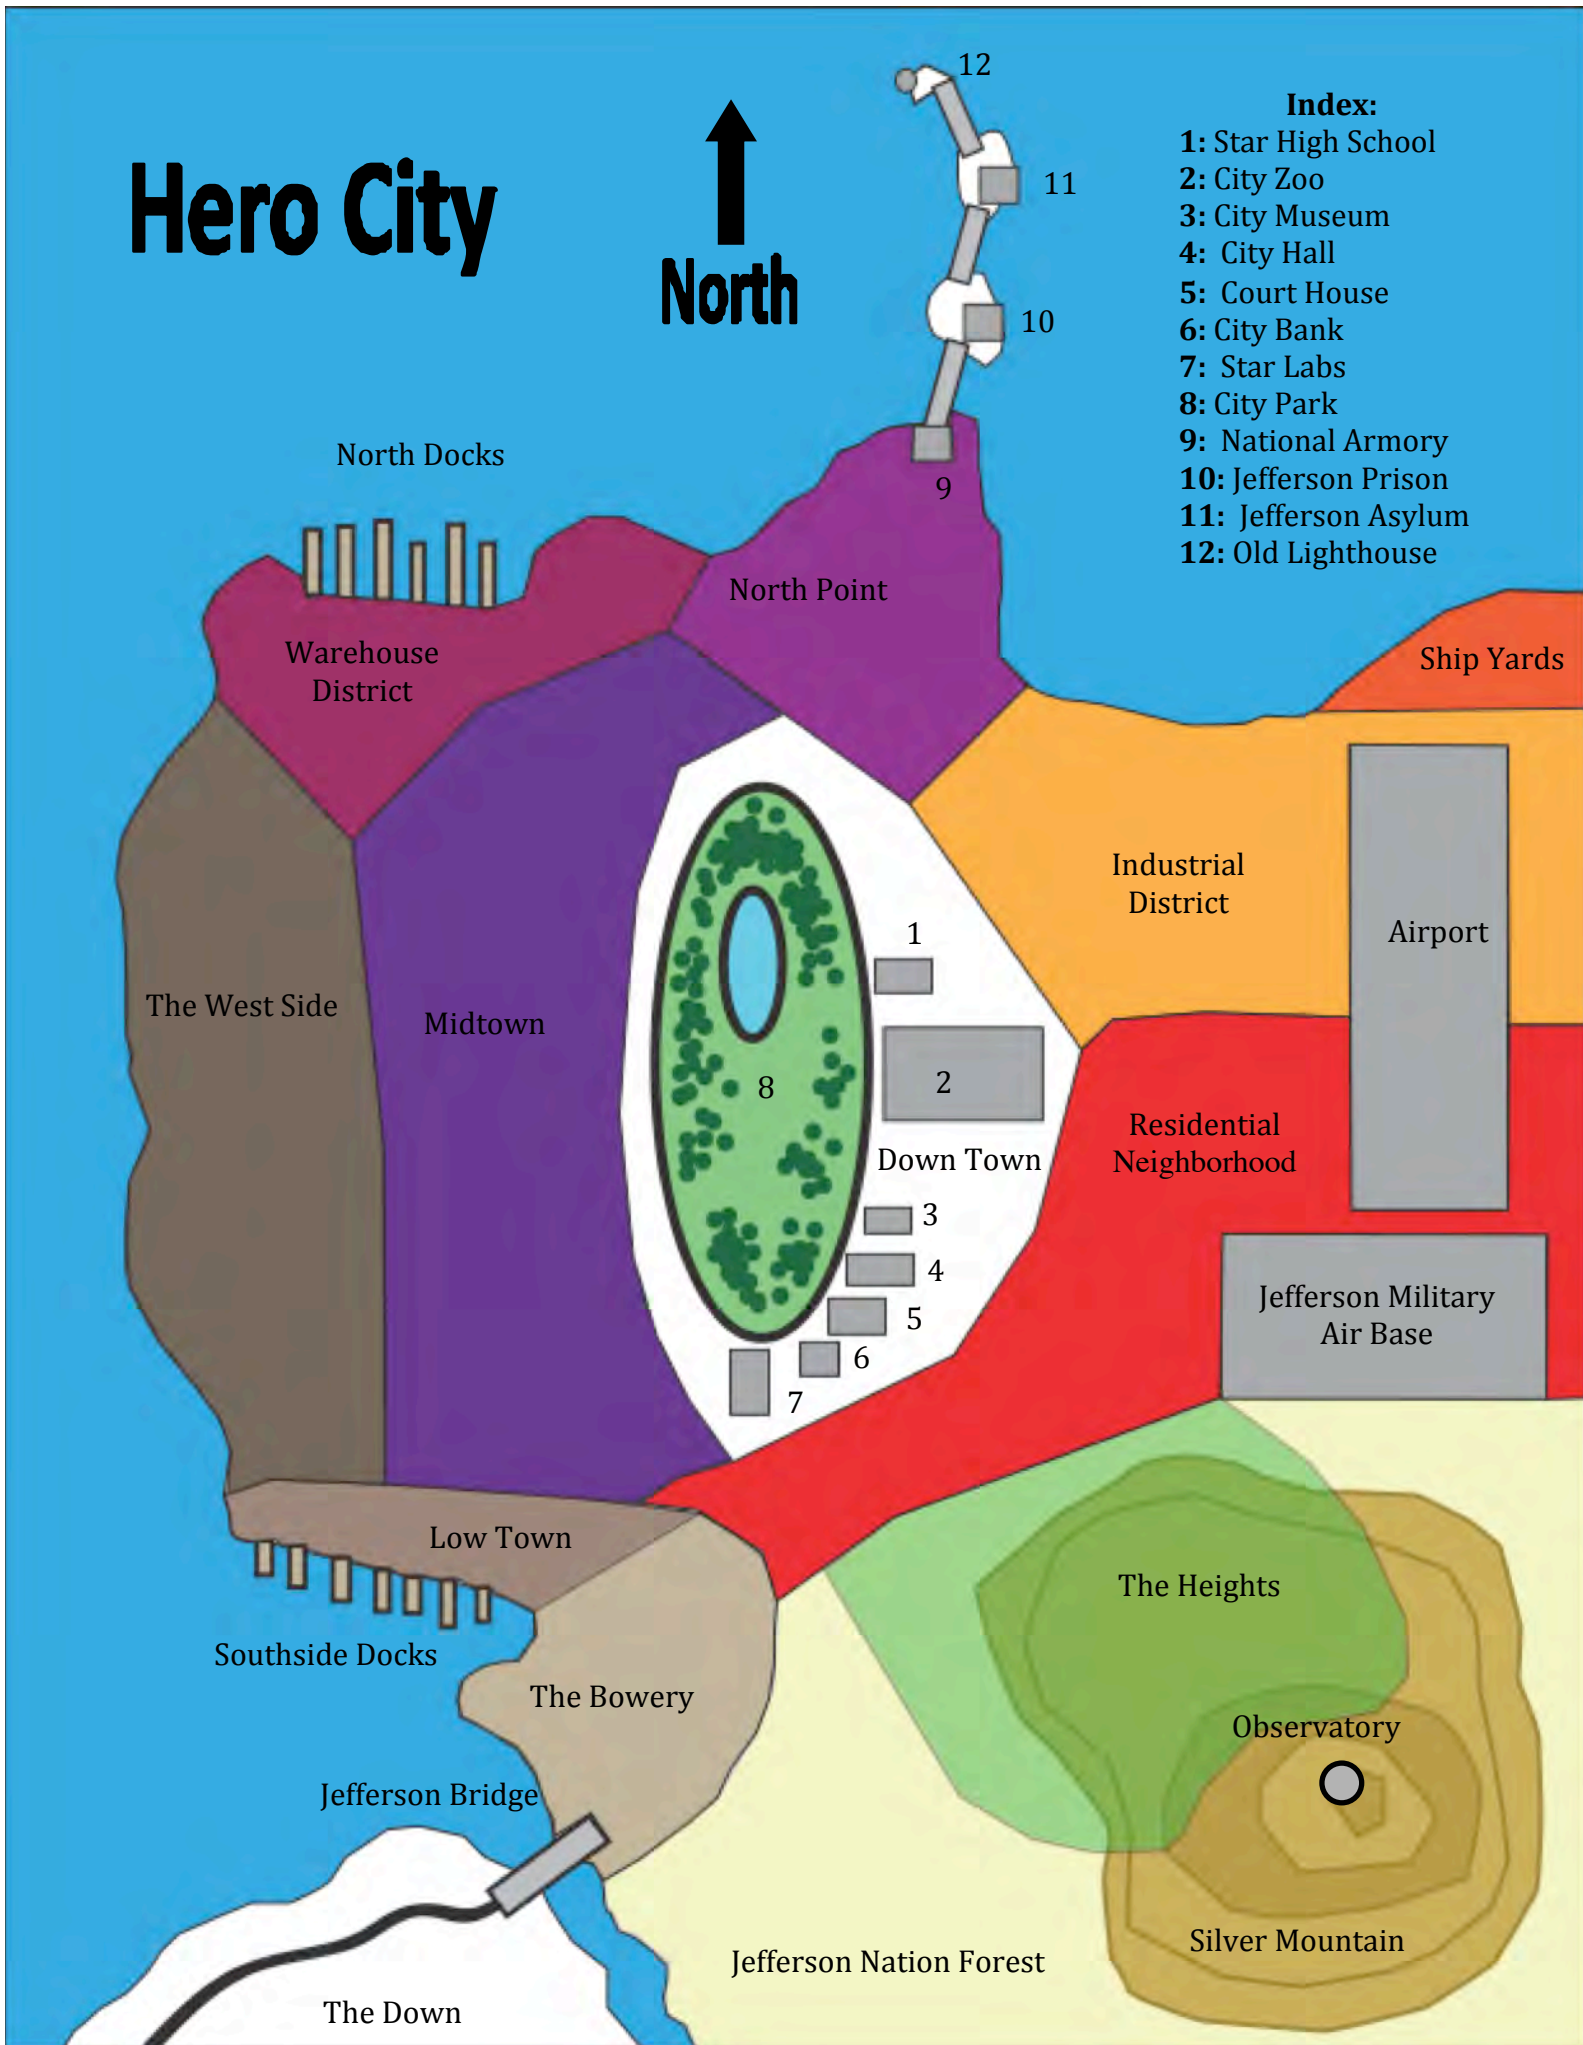 12
Index:
1: Star High School
2: City Zoo
3: City Museum
4: City Hall
5: Court House
6: City Bank
7: Star Labs
8: City Park
9: National Armory
10: Jefferson Prison
11: Jefferson Asylum
12: Old Lighthouse
Hero City
North
11
10
North Docks
9
North Point
Warehouse
District
Ship Yards
Industrial
District
Airport
1
The West Side
Midtown
8
2
Residential
Neighborhood
Down Town
3
4
5
6
7
Jefferson Military
Air Base
Low Town
The Heights
Southside Docks
The Bowery
Observatory
Jefferson Bridge
Silver Mountain
Jefferson Nation Forest
The Down